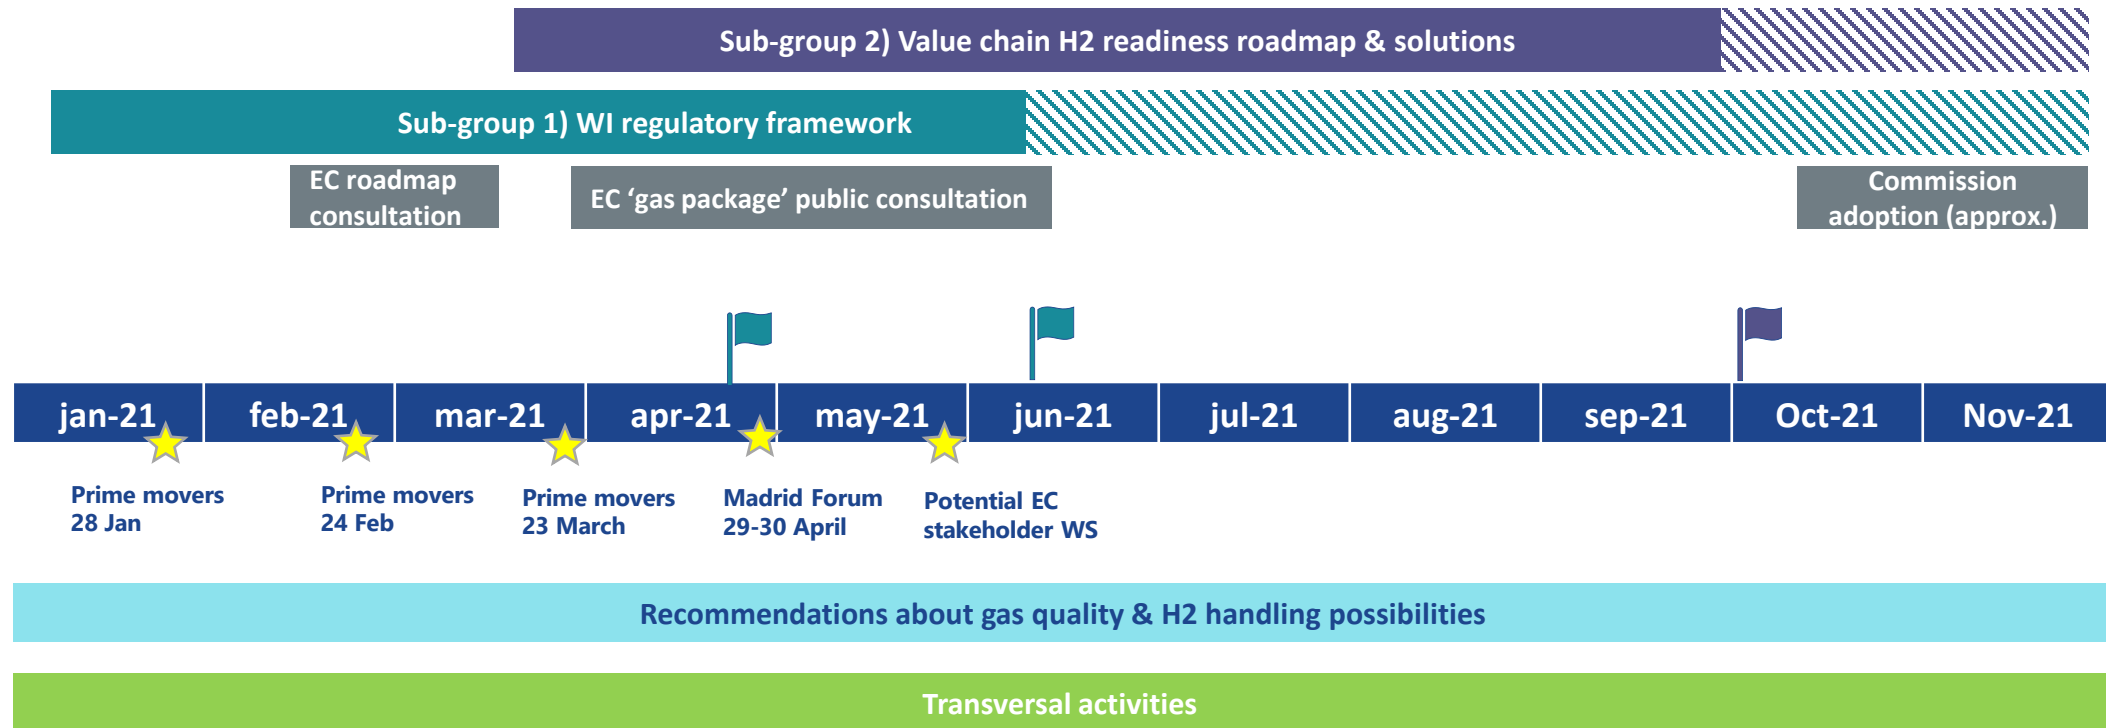 Sub-group 2) Value chain H2 readiness roadmap & solutions
Sub-group 1) WI regulatory framework
EC roadmap
consultation
EC ‘gas package’ public consultation
Commission
adoption (approx.)
jan-21
feb-21
mar-21
apr-21
may-21
jun-21
jul-21
aug-21
sep-21
Oct-21
Nov-21
Prime movers
28 Jan
Prime movers
24 Feb
Prime movers
23 March
Madrid Forum
29-30 April
Potential EC
stakeholder WS
Recommendations about gas quality & H2 handling possibilities
Transversal activities